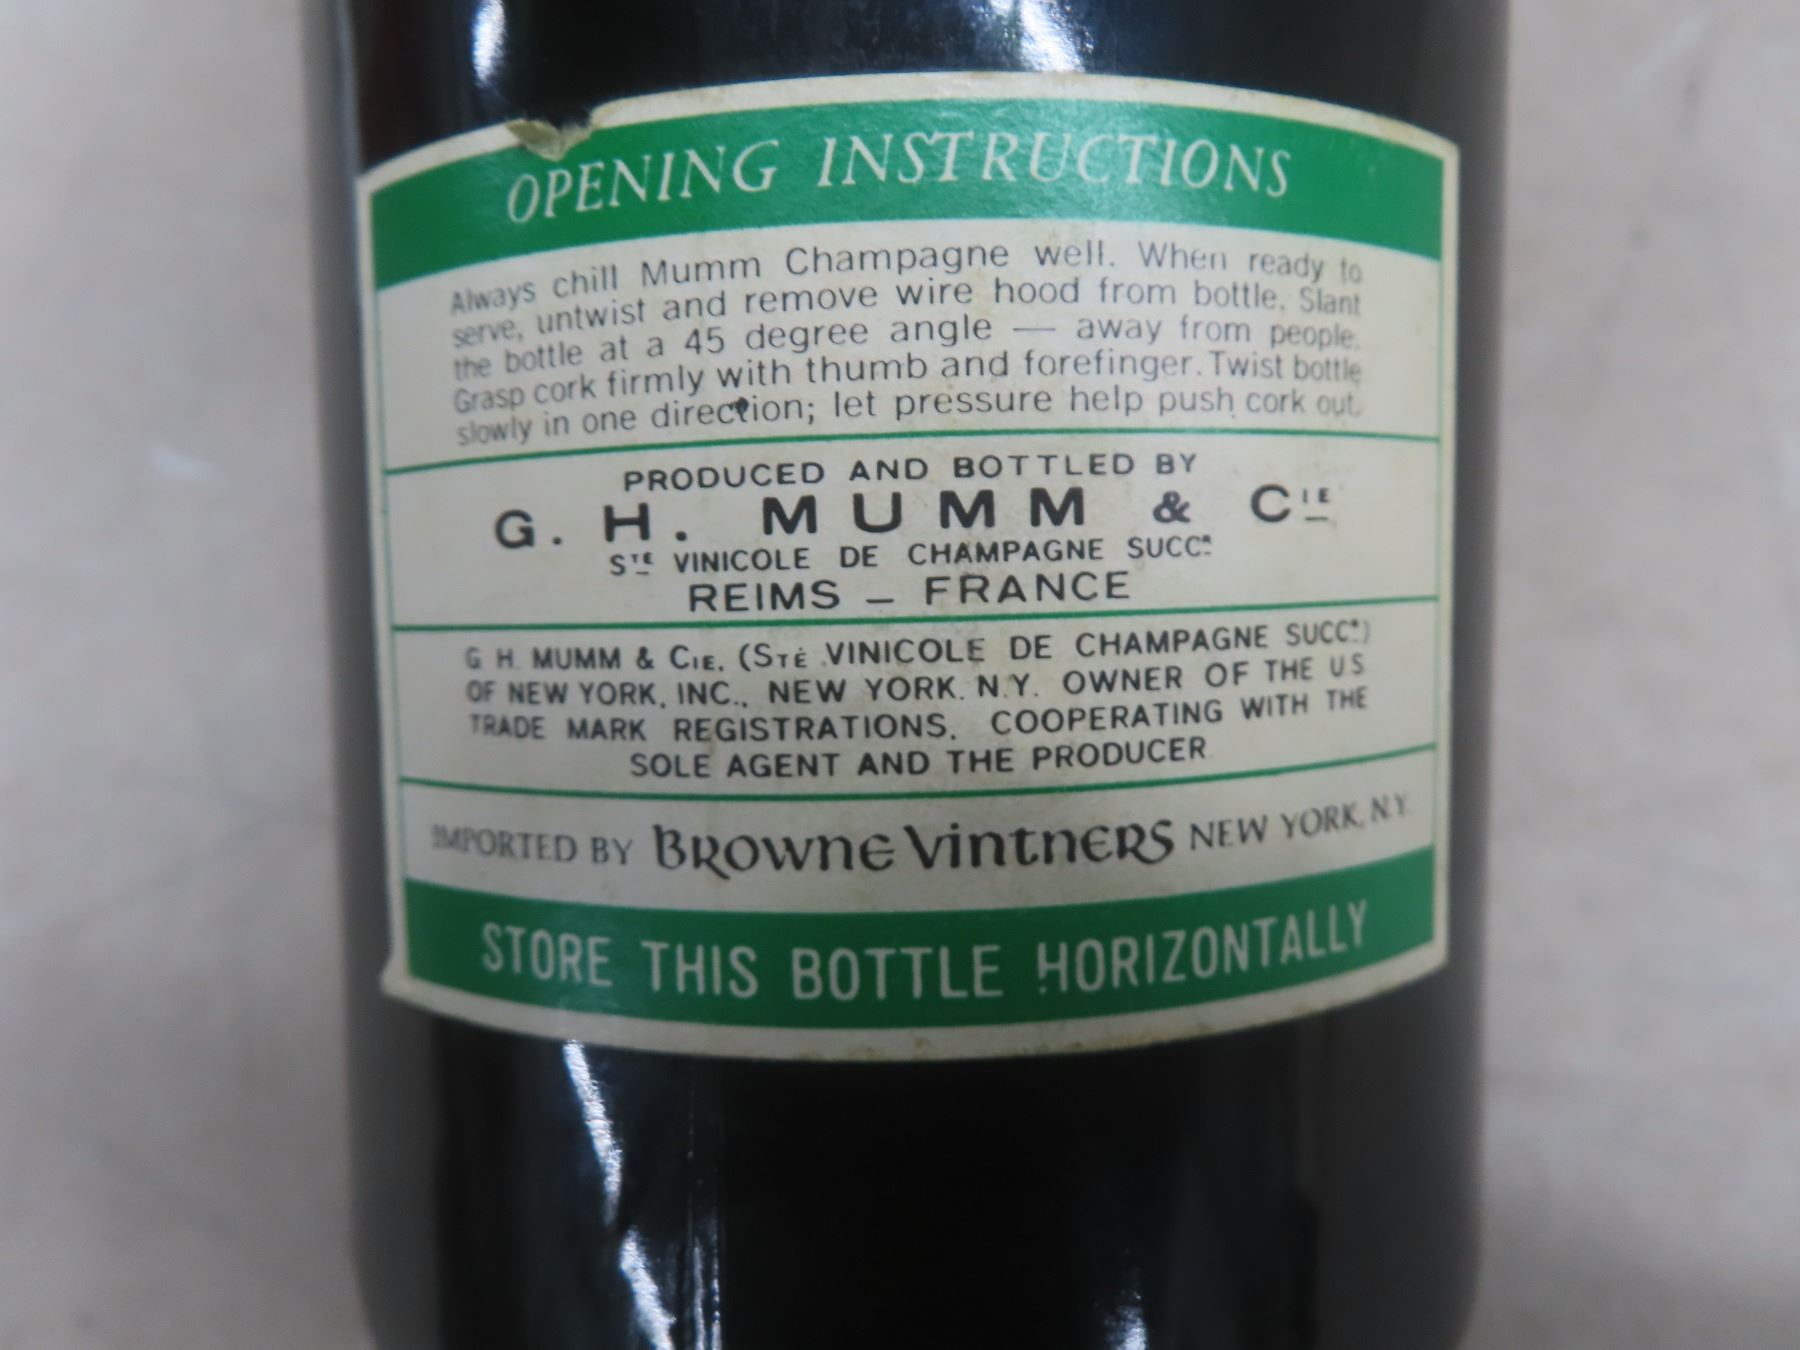 OPENING INSTRUCTIONS
Always chill Mumm Champagne well. When ready to
serve, untwist and remove wire hood from bottle. Slant
the bottle at a 45 degree angle — away from people.
Grasp cork firmly with thumb and forefinger. Twist bottle
slowly in one direction; let pressure help push cork out.
PRODUCED AND BOTTLED BY
G. H. MUMM & CIE
STE VINICOLE DE CHAMPAGNE SUCCR
REIMS – FRANCE
G. H. MUMM & CIE. (STÉ VINICOLE DE CHAMPAGNE SUCCR)
OF NEW YORK, INC., NEW YORK. N.Y. OWNER OF THE U.S.
TRADE MARK REGISTRATIONS. COOPERATING WITH THE
SOLE AGENT AND THE PRODUCER
IMPORTED BY BROWNE VINTNERS NEW YORK, N.Y.
STORE THIS BOTTLE HORIZONTALLY